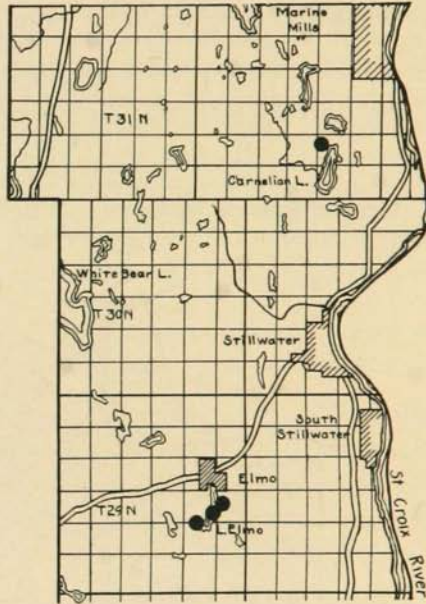 Marine
Mills
T31N
Carnelian L.
White Bear L.
T30N
Stillwater
South
Stillwater
Elmo
T29N
L. Elmo
St Croix
River